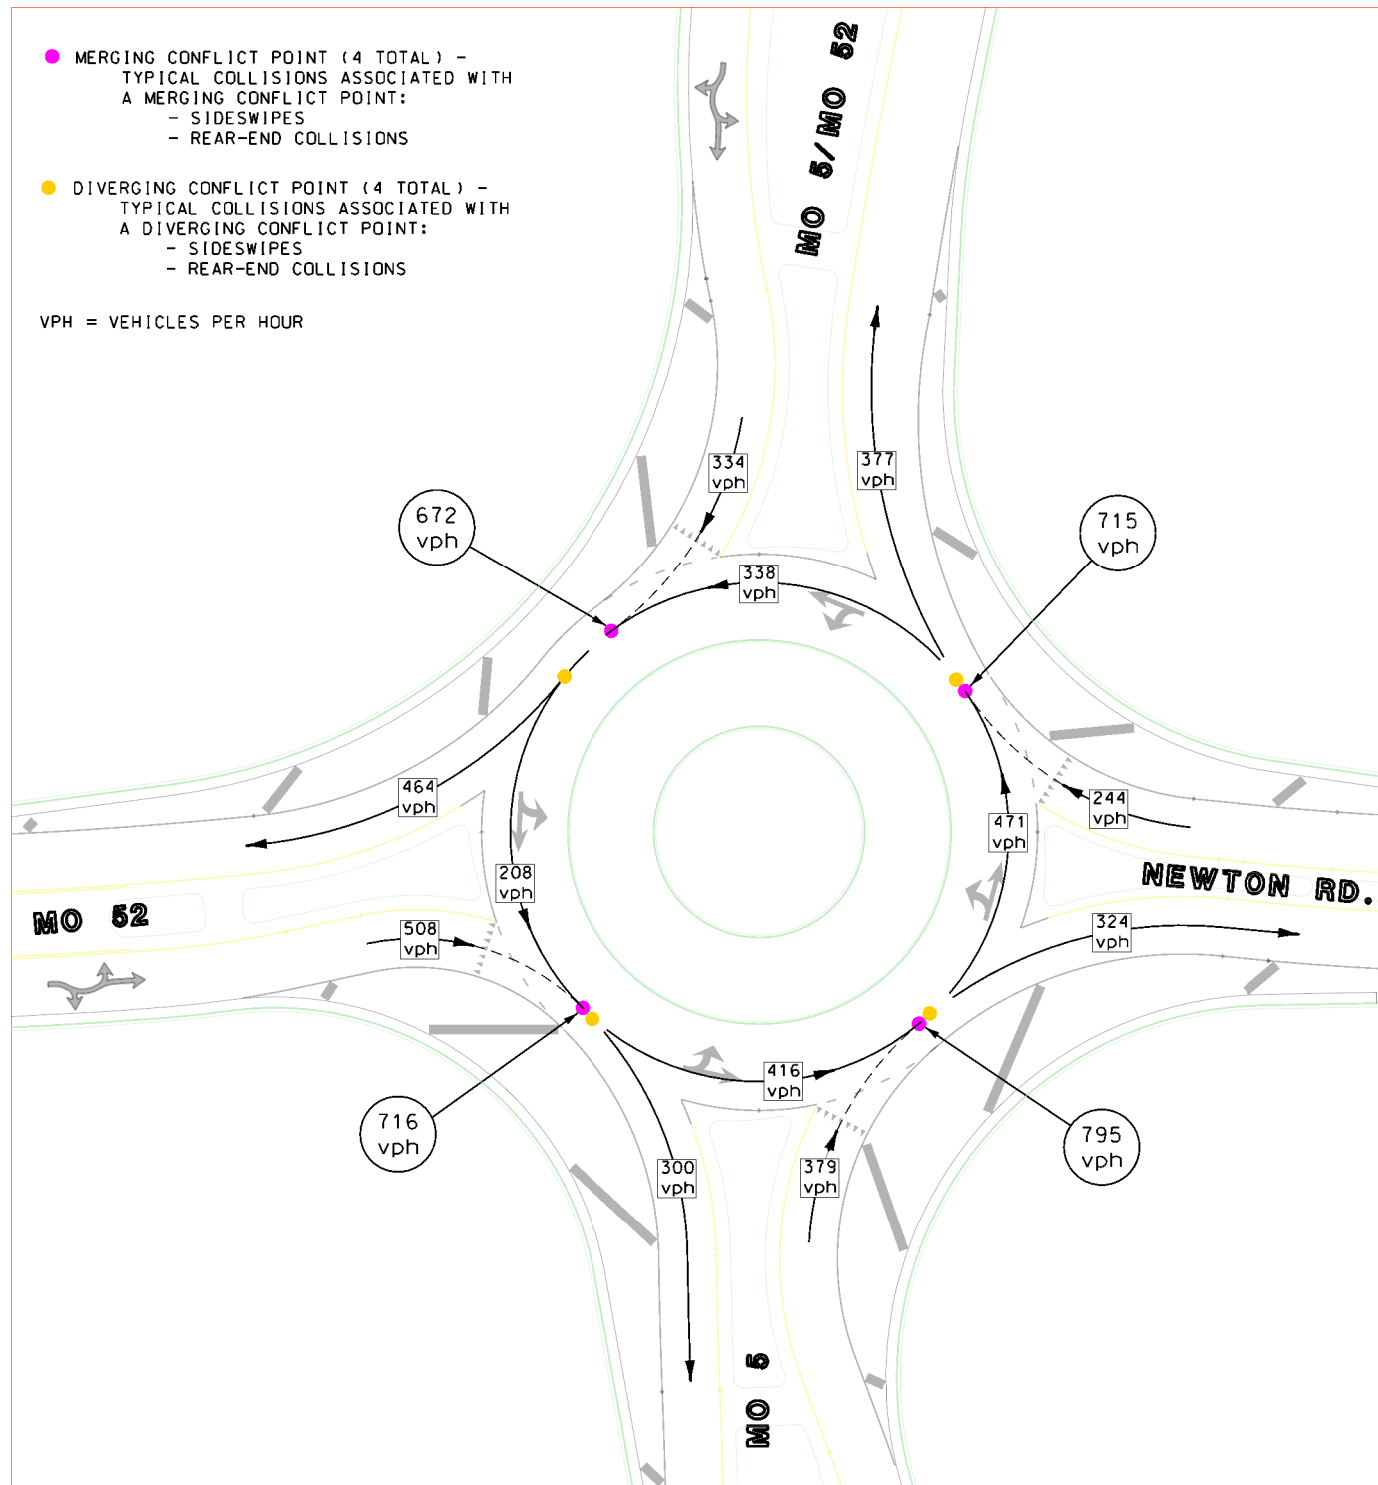 MERGING CONFLICT POINT (4 TOTAL) -
TYPICAL COLLISIONS ASSOCIATED WITH
A MERGING CONFLICT POINT:
- SIDESWIPES
- REAR-END COLLISIONS
DIVERGING CONFLICT POINT (4 TOTAL) -
TYPICAL COLLISIONS ASSOCIATED WITH
A DIVERGING CONFLICT POINT:
- SIDESWIPES
- REAR-END COLLISIONS
VPH = VEHICLES PER HOUR
MO 5/MO 52
334
vph
377
vph
672
vph
715
vph
338
vph
464
vph
244
vph
471
vph
208
vph
NEWTON RD.
MO 52
508
vph
324
vph
416
vph
716
vph
795
vph
300
vph
379
vph
MO 5